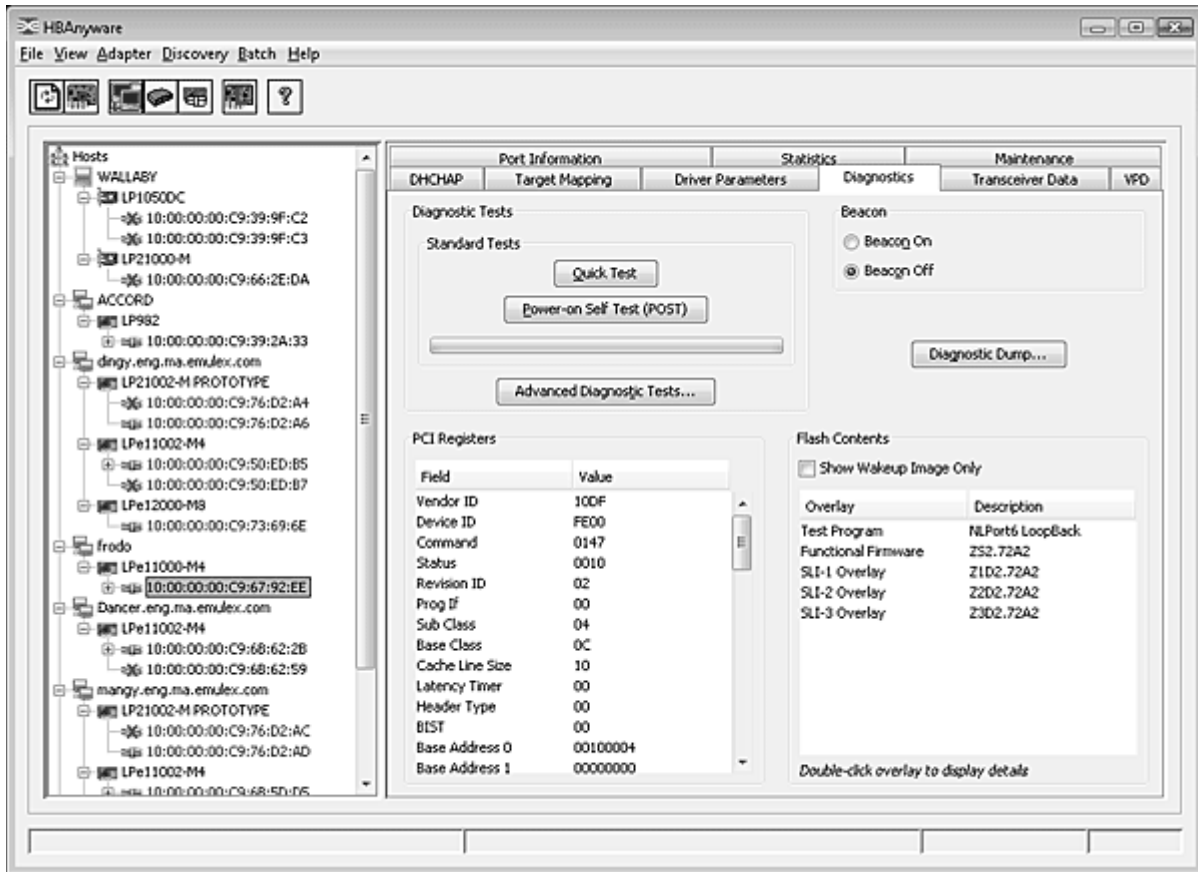 HBAnyware
File View Adapter Discovery Batch Help
Hosts
WALLABY
LP1050DC
10:00:00:00:C9:39:9F:C2
10:00:00:00:C9:39:9F:C3
LP21000-M
10:00:00:00:C9:66:2E:DA
ACCORD
LP982
10:00:00:00:C9:39:2A:33
dingy.eng.ma.emulex.com
LP21002-M PROTOTYPE
10:00:00:00:C9:76:D2:A4
10:00:00:00:C9:76:D2:A6
LPe11002-M4
10:00:00:00:C9:50:ED:B5
10:00:00:00:C9:50:ED:B7
LPe12000-M8
10:00:00:00:C9:73:69:6E
frodo
LPe11000-M4
10:00:00:00:C9:67:92:EE
Dancer.eng.ma.emulex.com
LPe11002-M4
10:00:00:00:C9:68:62:2B
10:00:00:00:C9:68:62:59
mangy.eng.ma.emulex.com
LP21002-M PROTOTYPE
10:00:00:00:C9:76:D2:AC
10:00:00:00:C9:76:D2:AD
LPe11002-M4
10:00:00:00:C9:68:5D:D5
Port Information Statistics Maintenance
DHCHAP Target Mapping Driver Parameters Diagnostics Transceiver Data VPD
Diagnostic Tests
Standard Tests
Quick Test
Power-on Self Test (POST)
Advanced Diagnostic Tests...
Beacon
Beacon On
Beacon Off
Diagnostic Dump...
PCI Registers
Field Value
Vendor ID 10DF
Device ID FE00
Command 0147
Status 0010
Revision ID 02
Prog If 00
Sub Class 04
Base Class 0C
Cache Line Size 10
Latency Timer 00
Header Type 00
BIST 00
Base Address 0 00100004
Base Address 1 00000000
Flash Contents
Show Wakeup Image Only
Overlay Description
Test Program NLPort6 LoopBack
Functional Firmware ZS2.72A2
SLI-1 Overlay Z1D2.72A2
SLI-2 Overlay Z2D2.72A2
SLI-3 Overlay Z3D2.72A2
Double-click overlay to display details